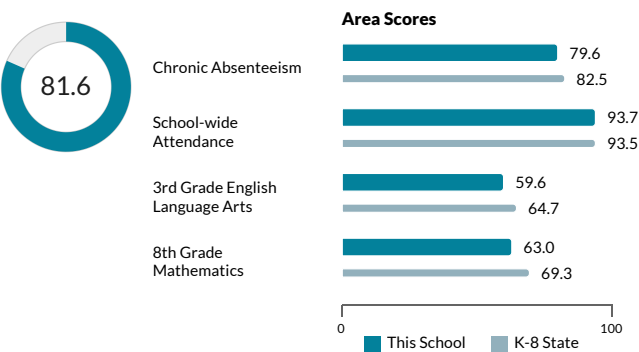 Area Scores
81.6
Chronic Absenteeism
79.6
82.5
School-wide
Attendance
93.7
93.5
3rd Grade English
Language Arts
59.6
64.7
8th Grade
Mathematics
63.0
69.3
0
100
This School
K-8 State